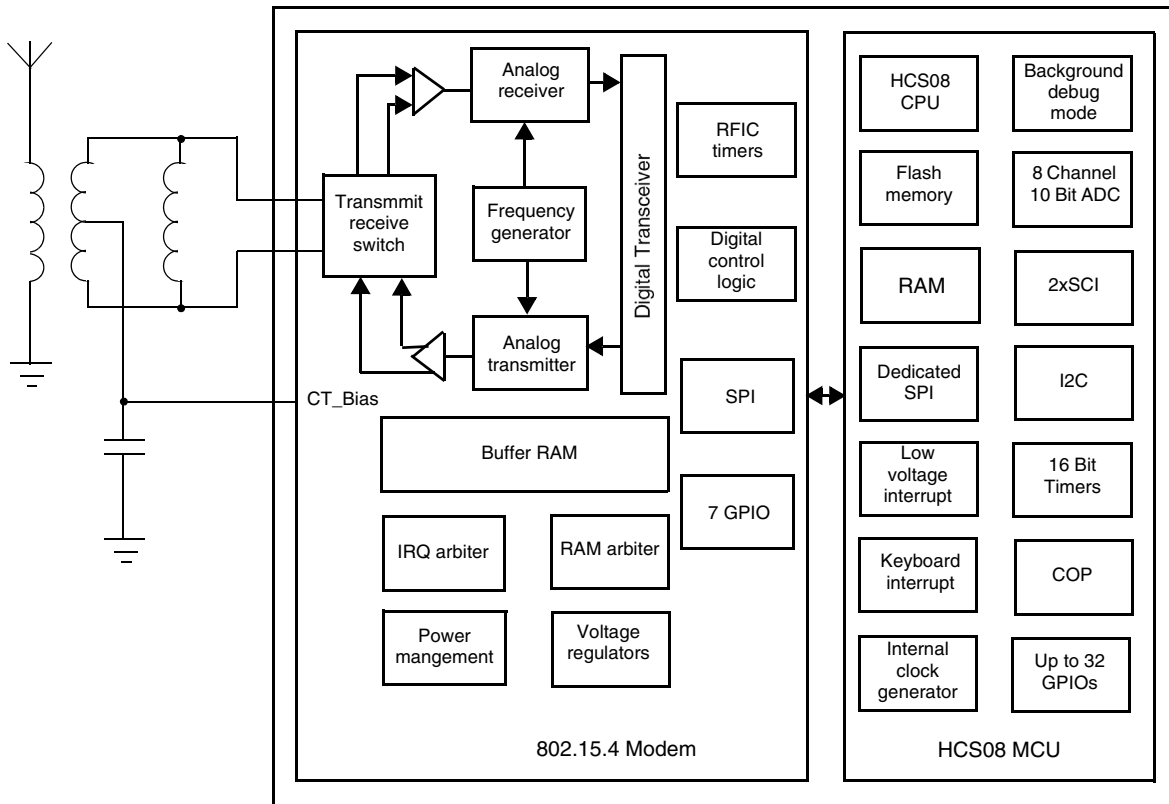 Analog
receiver
Transmmit
receive
switch
Frequency
generator
Analog
transmitter
Digital Transceiver
RFIC
timers
Digital
control
logic
SPI
7 GPIO
CT_Bias
Buffer RAM
IRQ arbiter
RAM arbiter
Power
mangement
Voltage
regulators
802.15.4 Modem
HCS08
CPU
Background
debug
mode
Flash
memory
8 Channel
10 Bit ADC
RAM
2xSCI
Dedicated
SPI
I2C
Low
voltage
interrupt
16 Bit
Timers
Keyboard
interrupt
COP
Internal
clock
generator
Up to 32
GPIOs
HCS08 MCU